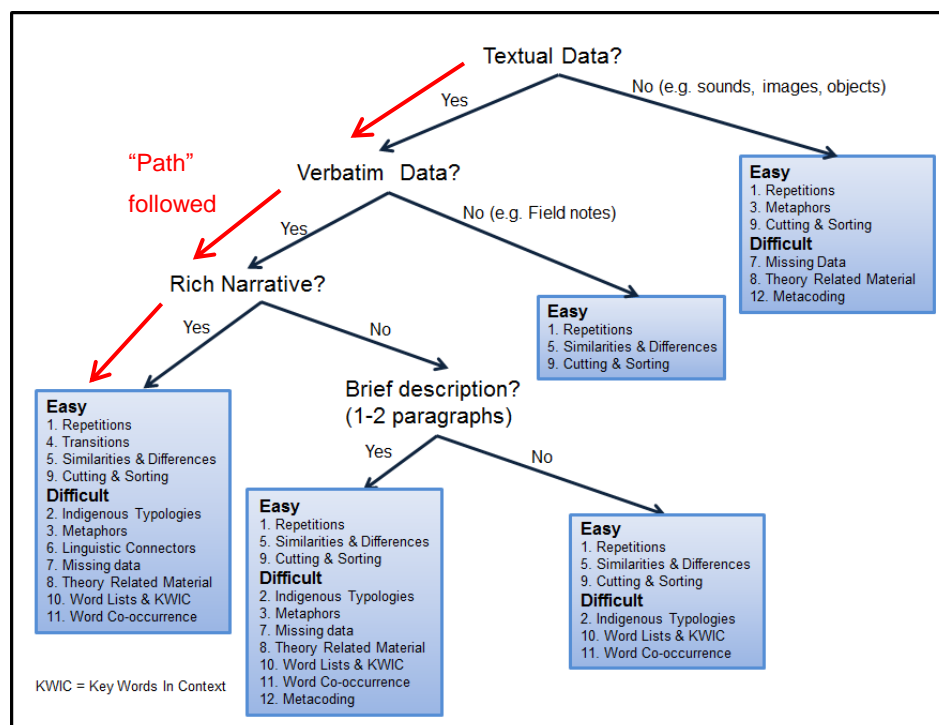 Textual Data?
Yes
No (e.g. sounds, images, objects)
“Path”
followed
Verbatim Data?
Yes
No (e.g. Field notes)
Easy
1. Repetitions
3. Metaphors
9. Cutting & Sorting
Difficult
7. Missing Data
8. Theory Related Material
12. Metacoding
Rich Narrative?
Yes
No
Easy
1. Repetitions
5. Similarities & Differences
9. Cutting & Sorting
Brief description?
(1-2 paragraphs)
Yes
No
Easy
1. Repetitions
4. Transitions
5. Similarities & Differences
9. Cutting & Sorting
Difficult
2. Indigenous Typologies
3. Metaphors
6. Linguistic Connectors
7. Missing data
8. Theory Related Material
10. Word Lists & KWIC
11. Word Co-occurrence
Easy
1. Repetitions
5. Similarities & Differences
9. Cutting & Sorting
Difficult
2. Indigenous Typologies
3. Metaphors
7. Missing data
8. Theory Related Material
10. Word Lists & KWIC
11. Word Co-occurrence
12. Metacoding
Easy
1. Repetitions
5. Similarities & Differences
9. Cutting & Sorting
Difficult
2. Indigenous Typologies
10. Word Lists & KWIC
11. Word Co-occurrence
KWIC = Key Words In Context